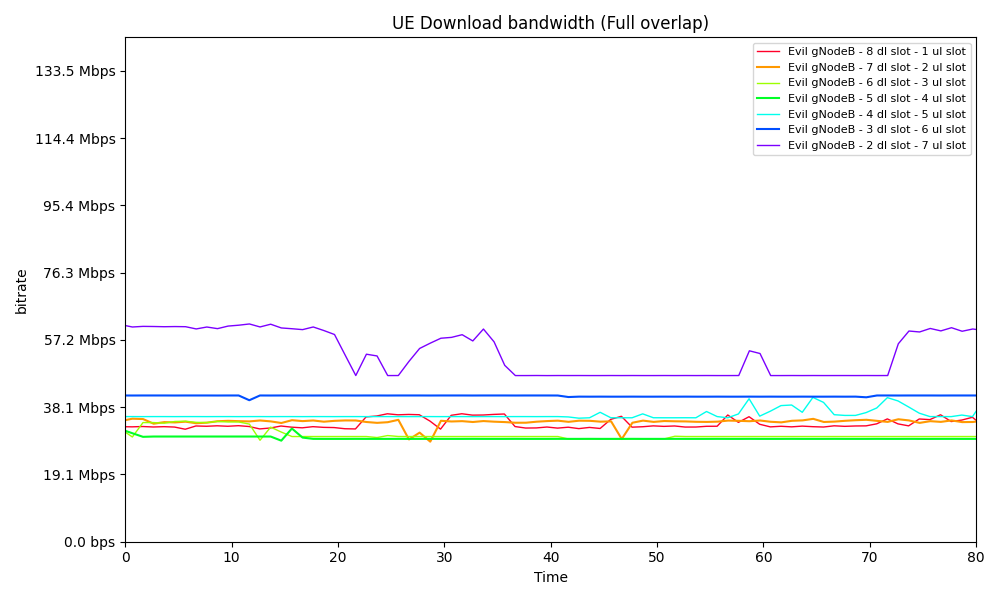 UE Download bandwidth (Full overlap)
133.5 Mbps
114.4 Mbps
95.4 Mbps
76.3 Mbps
57.2 Mbps
38.1 Mbps
19.1 Mbps
0.0 bps
bitrate
Evil gNodeB - 8 dl slot - 1 ul slot
Evil gNodeB - 7 dl slot - 2 ul slot
Evil gNodeB - 6 dl slot - 3 ul slot
Evil gNodeB - 5 dl slot - 4 ul slot
Evil gNodeB - 4 dl slot - 5 ul slot
Evil gNodeB - 3 dl slot - 6 ul slot
Evil gNodeB - 2 dl slot - 7 ul slot
0 10 20 30 40 50 60 70 80
Time